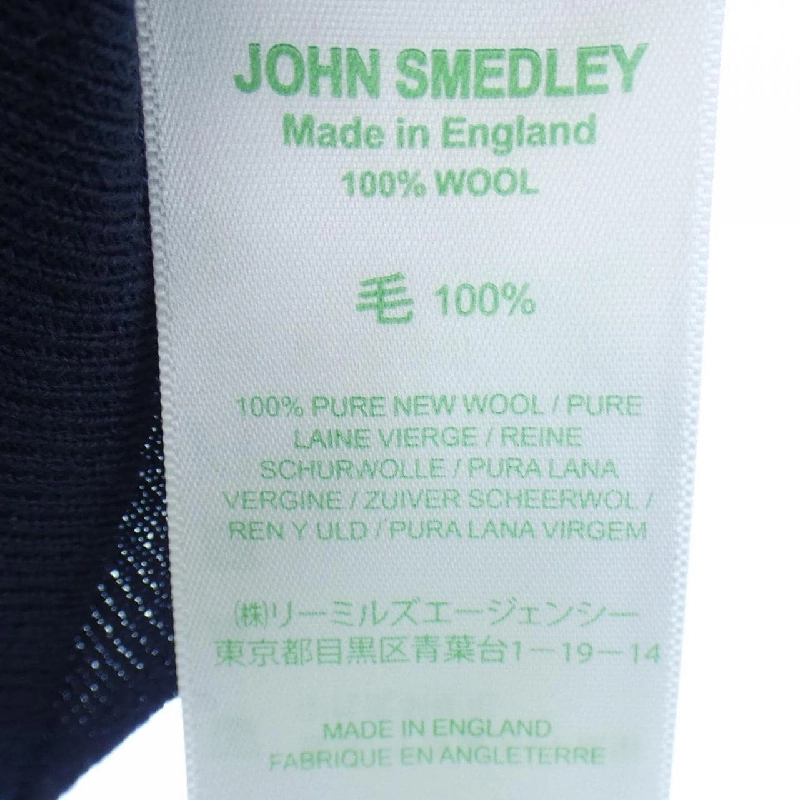 JOHN SMEDLEY
Made in England
100% WOOL
毛 100%
100% PURE NEW WOOL / PURE
LAINE VIERGE / REINE
SCHURWOLLE / PURA LANA
VERGINE / ZUIVER SCHEERWOL /
REN Y ULD / PURA LANA VIRGEM
㈱リーミルズエージェンシー
東京都目黒区青葉台1-19-14
MADE IN ENGLAND
FABRIQUE EN ANGLETERRE